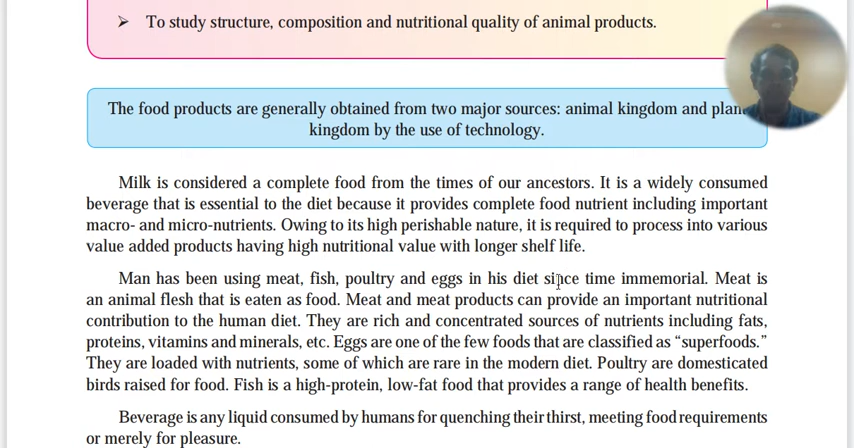 ➤ To study structure, composition and nutritional quality of animal products.
The food products are generally obtained from two major sources: animal kingdom and plant
kingdom by the use of technology.
Milk is considered a complete food from the times of our ancestors. It is a widely consumed
beverage that is essential to the diet because it provides complete food nutrient including important
macro- and micro-nutrients. Owing to its high perishable nature, it is required to process into various
value added products having high nutritional value with longer shelf life.
Man has been using meat, fish, poultry and eggs in his diet since time immemorial. Meat is
an animal flesh that is eaten as food. Meat and meat products can provide an important nutritional
contribution to the human diet. They are rich and concentrated sources of nutrients including fats,
proteins, vitamins and minerals, etc. Eggs are one of the few foods that are classified as “superfoods.”
They are loaded with nutrients, some of which are rare in the modern diet. Poultry are domesticated
birds raised for food. Fish is a high-protein, low-fat food that provides a range of health benefits.
Beverage is any liquid consumed by humans for quenching their thirst, meeting food requirements
or merely for pleasure.